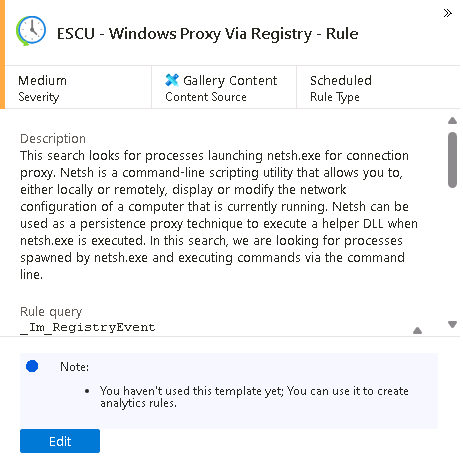 »
ESCU - Windows Proxy Via Registry - Rule
Medium
Severity
Gallery Content
Content Source
Scheduled
Rule Type
Description
This search looks for processes launching netsh.exe for connection
proxy. Netsh is a command-line scripting utility that allows you to,
either locally or remotely, display or modify the network
configuration of a computer that is currently running. Netsh can be
used as a persistence proxy technique to execute a helper DLL when
netsh.exe is executed. In this search, we are looking for processes
spawned by netsh.exe and executing commands via the command
line.
Rule query
_Im_RegistryEvent
Note:
• You haven't used this template yet; You can use it to create
analytics rules.
Edit